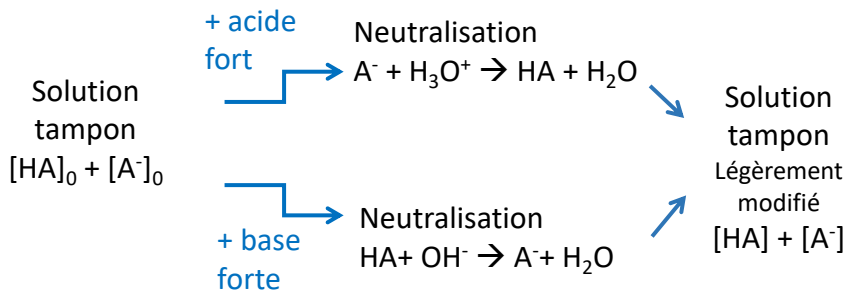 Solution
tampon
[HA]₀ + [A⁻]₀
+ acide
fort
Neutralisation
A⁻ + H₃O⁺ → HA + H₂O
+ base
forte
Neutralisation
HA+ OH⁻ → A⁻+ H₂O
Solution
tampon
Légèrement
modifié
[HA] + [A⁻]